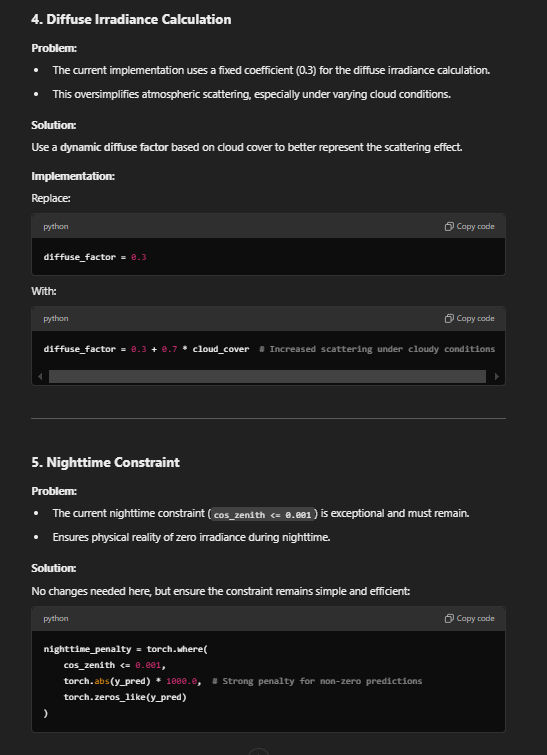 4. Diffuse Irradiance Calculation
Problem:
• The current implementation uses a fixed coefficient (0.3) for the diffuse irradiance calculation.
• This oversimplifies atmospheric scattering, especially under varying cloud conditions.
Solution:
Use a dynamic diffuse factor based on cloud cover to better represent the scattering effect.
Implementation:
Replace:
python
Copy code
diffuse_factor = 0.3
With:
python
Copy code
diffuse_factor = 0.3 + 0.7 * cloud_cover  # Increased scattering under cloudy conditions
5. Nighttime Constraint
Problem:
• The current nighttime constraint (cos_zenith <= 0.001) is exceptional and must remain.
• Ensures physical reality of zero irradiance during nighttime.
Solution:
No changes needed here, but ensure the constraint remains simple and efficient:
python
Copy code
nighttime_penalty = torch.where(
    cos_zenith <= 0.001,
    torch.abs(y_pred) * 1000.0,  # Strong penalty for non-zero predictions
    torch.zeros_like(y_pred)
)